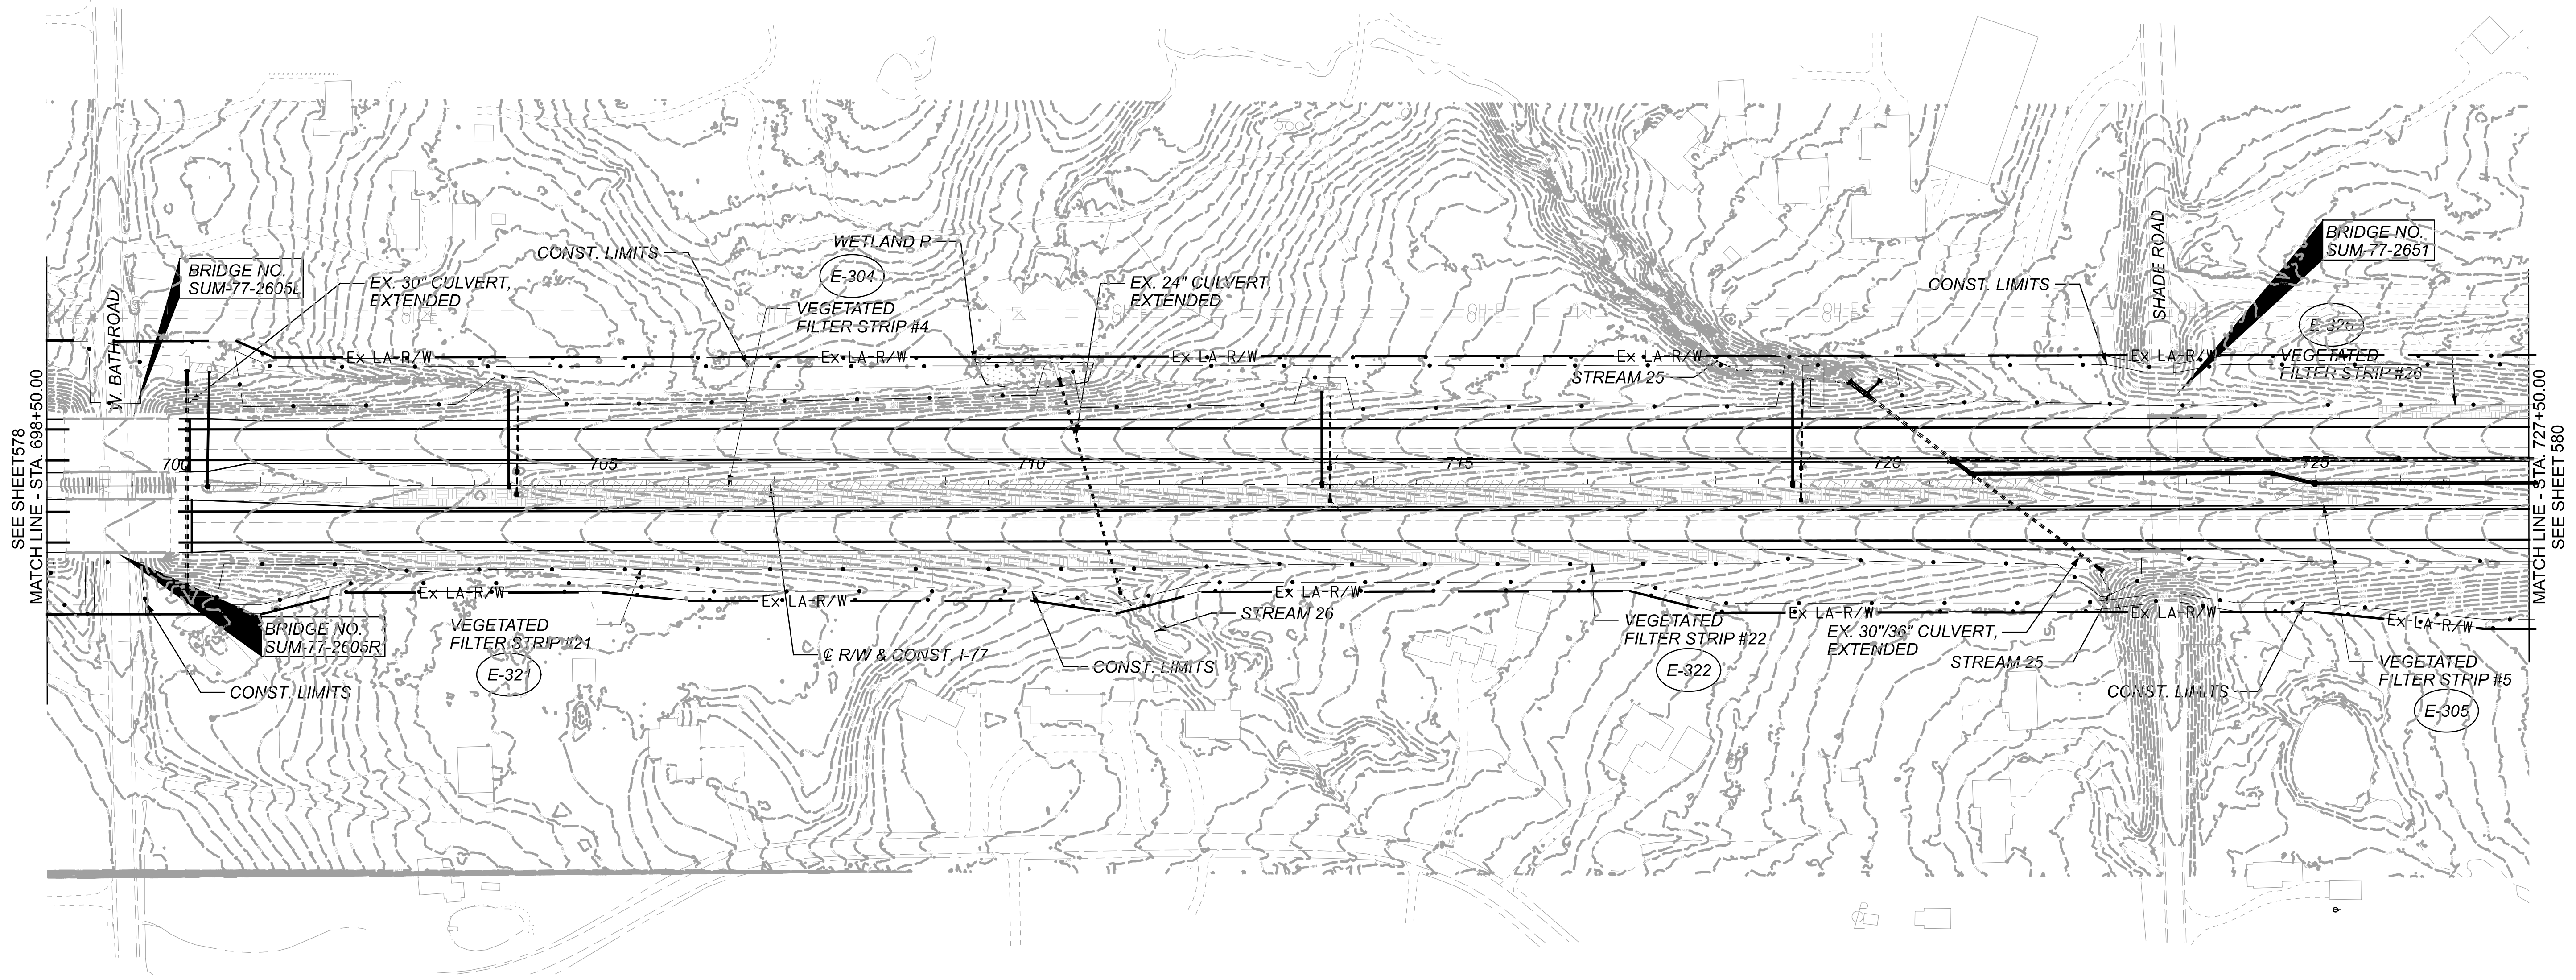 SHADE ROAD
BRIDGE NO.
SUM-77-2651
WETLAND P
CONST. LIMITS
E-304
BRIDGE NO.
SUM-77-2605L
EX. 30" CULVERT,
EXTENDED
EX. 24" CULVERT,
EXTENDED
CONST. LIMITS
W. BATH ROAD
VEGETATED
FILTER STRIP #4
OH-E
OH-E
OH-E
OH-E
OH-E
E-326
VEGETATED
FILTER STRIP #26
Ex LA-R/W
Ex LA-R/W
Ex LA-R/W
Ex LA-R/W
Ex LA-R/W
STREAM 25
SEE SHEET578
MATCH LINE - STA. 698+50.00
700
705
710
715
720
725
MATCH LINE - STA. 727+50.00
SEE SHEET 580
Ex LA-R/W
Ex LA-R/W
Ex LA-R/W
Ex LA-R/W
Ex LA-R/W
Ex LA-R/W
STREAM 26
BRIDGE NO.
SUM-77-2605R
VEGETATED
FILTER STRIP #21
E-321
VEGETATED
FILTER STRIP #22
E-322
EX. 30"/36" CULVERT,
EXTENDED
STREAM 25
℄ R/W & CONST. I-77
CONST. LIMITS
CONST. LIMITS
CONST. LIMITS
VEGETATED
FILTER STRIP #5
E-305